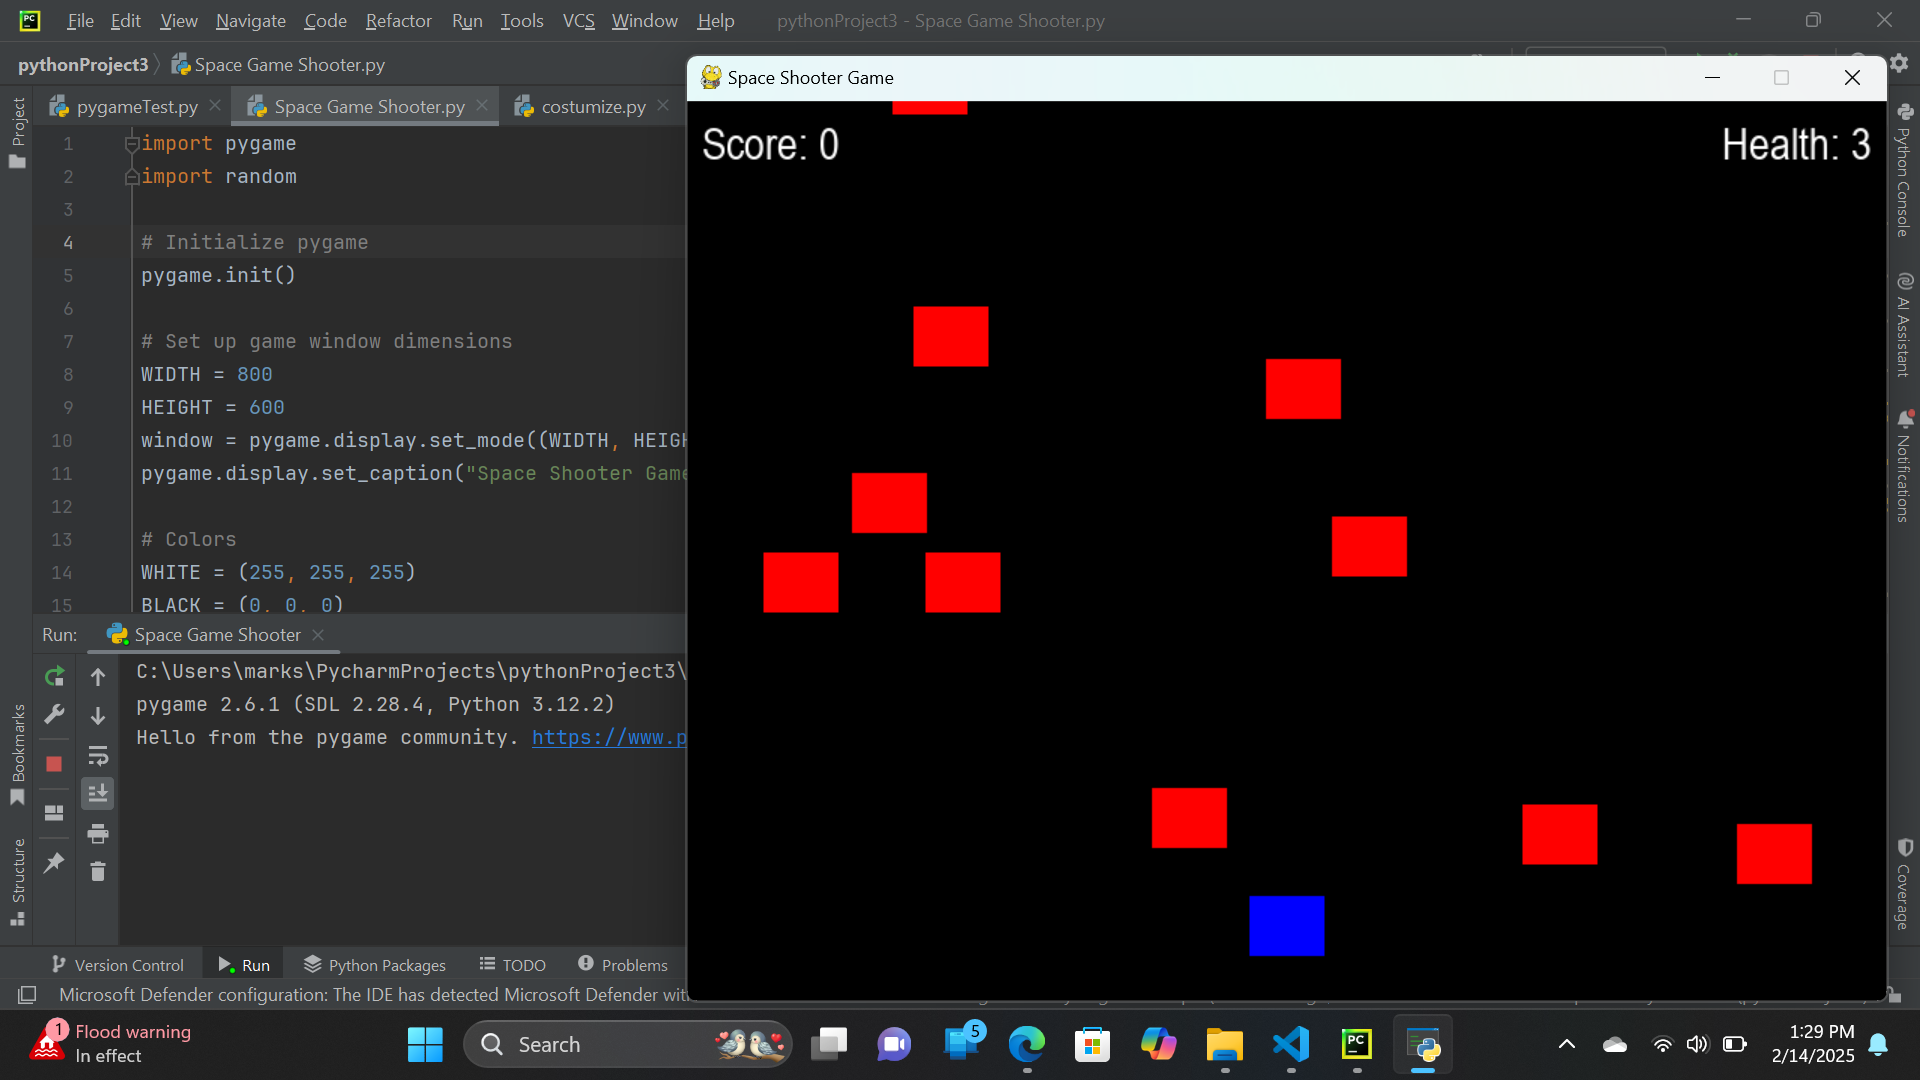 File Edit View Navigate Code Refactor Run Tools VCS Window Help pythonProject3 - Space Game Shooter.py
pythonProject3 Space Game Shooter.py
pygameTest.py Space Game Shooter.py costumize.py
Project
1 import pygame
2 import random
3
4 # Initialize pygame
5 pygame.init()
6
7 # Set up game window dimensions
8 WIDTH = 800
9 HEIGHT = 600
10 window = pygame.display.set_mode((WIDTH, HEIGH
11 pygame.display.set_caption("Space Shooter Game
12
13 # Colors
14 WHITE = (255, 255, 255)
15 BLACK = (0, 0, 0)
Run: Space Game Shooter
C:\Users\marks\PycharmProjects\pythonProject3\
pygame 2.6.1 (SDL 2.28.4, Python 3.12.2)
Hello from the pygame community. https://www.p
Bookmarks
Structure
Space Shooter Game
Score: 0
Health: 3
Python Console
AI Assistant
Notifications
Coverage
Version Control Run Python Packages TODO Problems
Microsoft Defender configuration: The IDE has detected Microsoft Defender wit
1 Flood warning
In effect
Search
5
PC
1:29 PM
2/14/2025